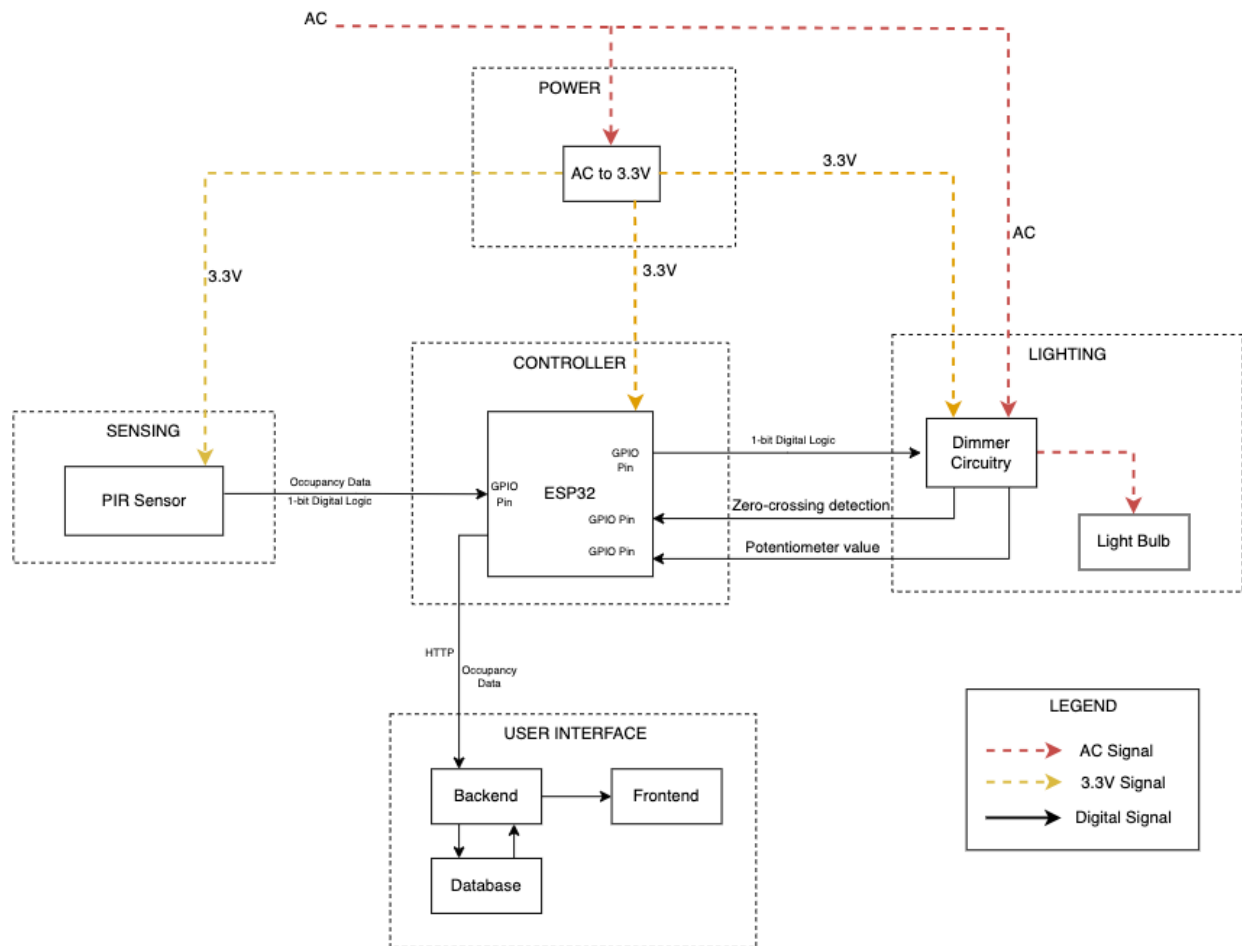 AC
POWER
AC to 3.3V
3.3V
AC
3.3V
3.3V
CONTROLLER
LIGHTING
SENSING
PIR Sensor
Occupancy Data
1-bit Digital Logic
GPIO
Pin
ESP32
GPIO
Pin
GPIO Pin
GPIO Pin
1-bit Digital Logic
Zero-crossing detection
Potentiometer value
Dimmer
Circuitry
Light Bulb
HTTP
Occupancy
Data
USER INTERFACE
Backend
Frontend
Database
LEGEND
AC Signal
3.3V Signal
Digital Signal